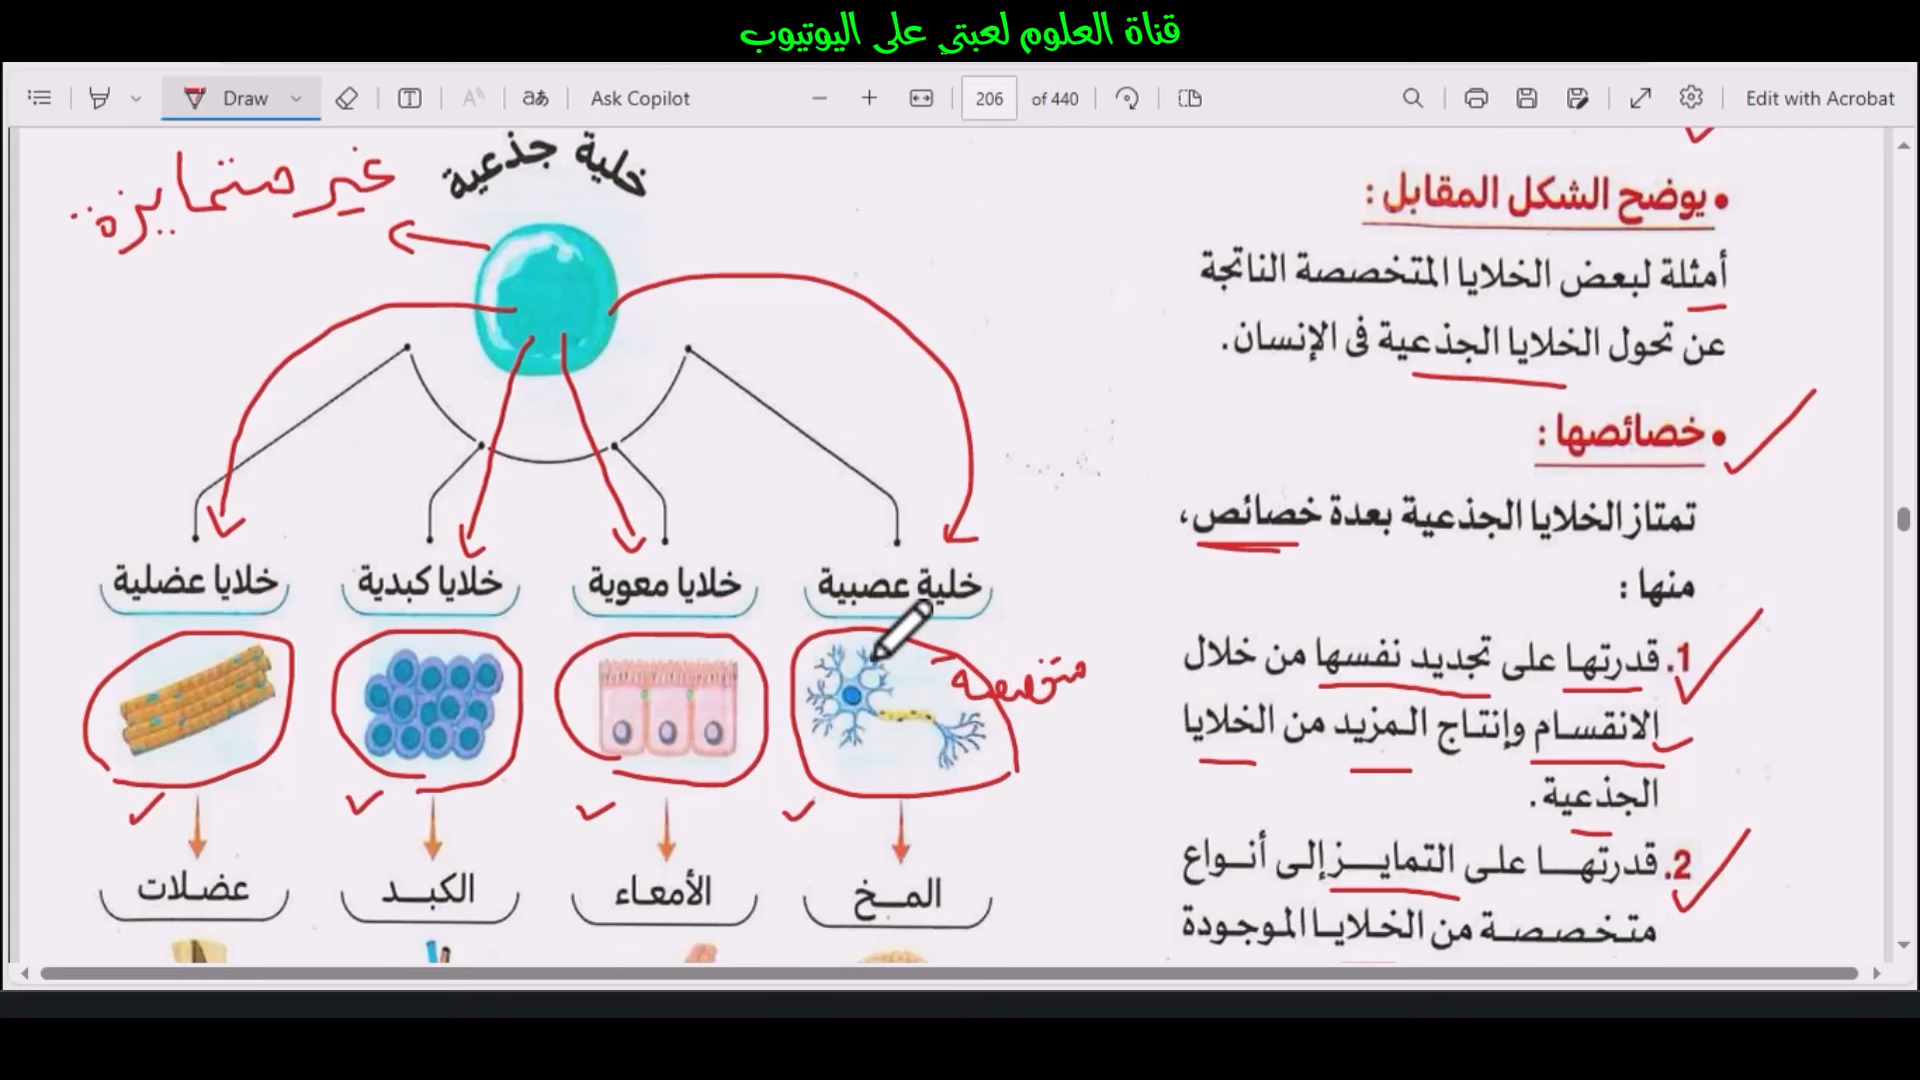 قناة العلوم لعبتي على اليوتيوب
Draw
aあ
Ask Copilot
206 of 440
Edit with Acrobat
خلية جذعية
غير متمايزة
• يوضح الشكل المقابل :
أمثلة لبعض الخلايا المتخصصة الناتجة
عن تحول الخلايا الجذعية فى الإنسان.
• خصائصها :
تمتاز الخلايا الجذعية بعدة خصائص،
منها :
1. قدرتها على تجديد نفسها من خلال
الانقسام وإنتاج المزيد من الخلايا
الجذعية.
2. قدرتها على التمايز إلى أنواع
متخصصة من الخلايا الموجودة
خلية عصبية
خلايا معوية
خلايا كبدية
خلايا عضلية
متخصصة
المخ
الأمعاء
الكبد
عضلات